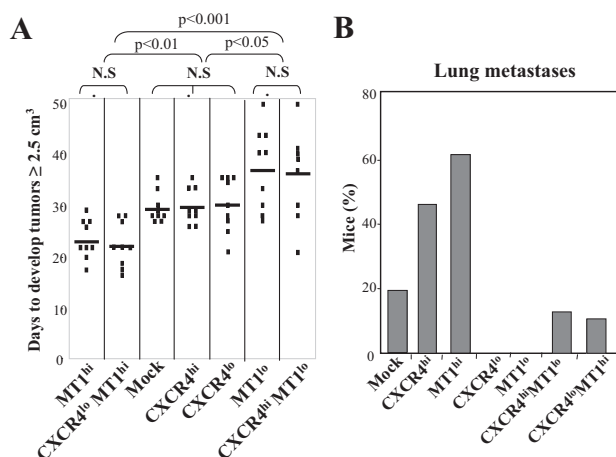 A
p<0.001
p<0.01
p<0.05
N.S
N.S
N.S
Days to develop tumors ≥ 2.5 cm³
50
40
30
20
10
0
MT1ʰⁱ
CXCR4ˡᵒ MT1ʰⁱ
Mock
CXCR4ʰⁱ
CXCR4ˡᵒ
MT1ˡᵒ
CXCR4ʰⁱ MT1ˡᵒ
B
Lung metastases
Mice (%)
80
60
40
20
0
Mock
CXCR4ʰⁱ
MT1ʰⁱ
CXCR4ˡᵒ
MT1ˡᵒ
CXCR4ʰⁱMT1ˡᵒ
CXCR4ˡᵒMT1ʰⁱ